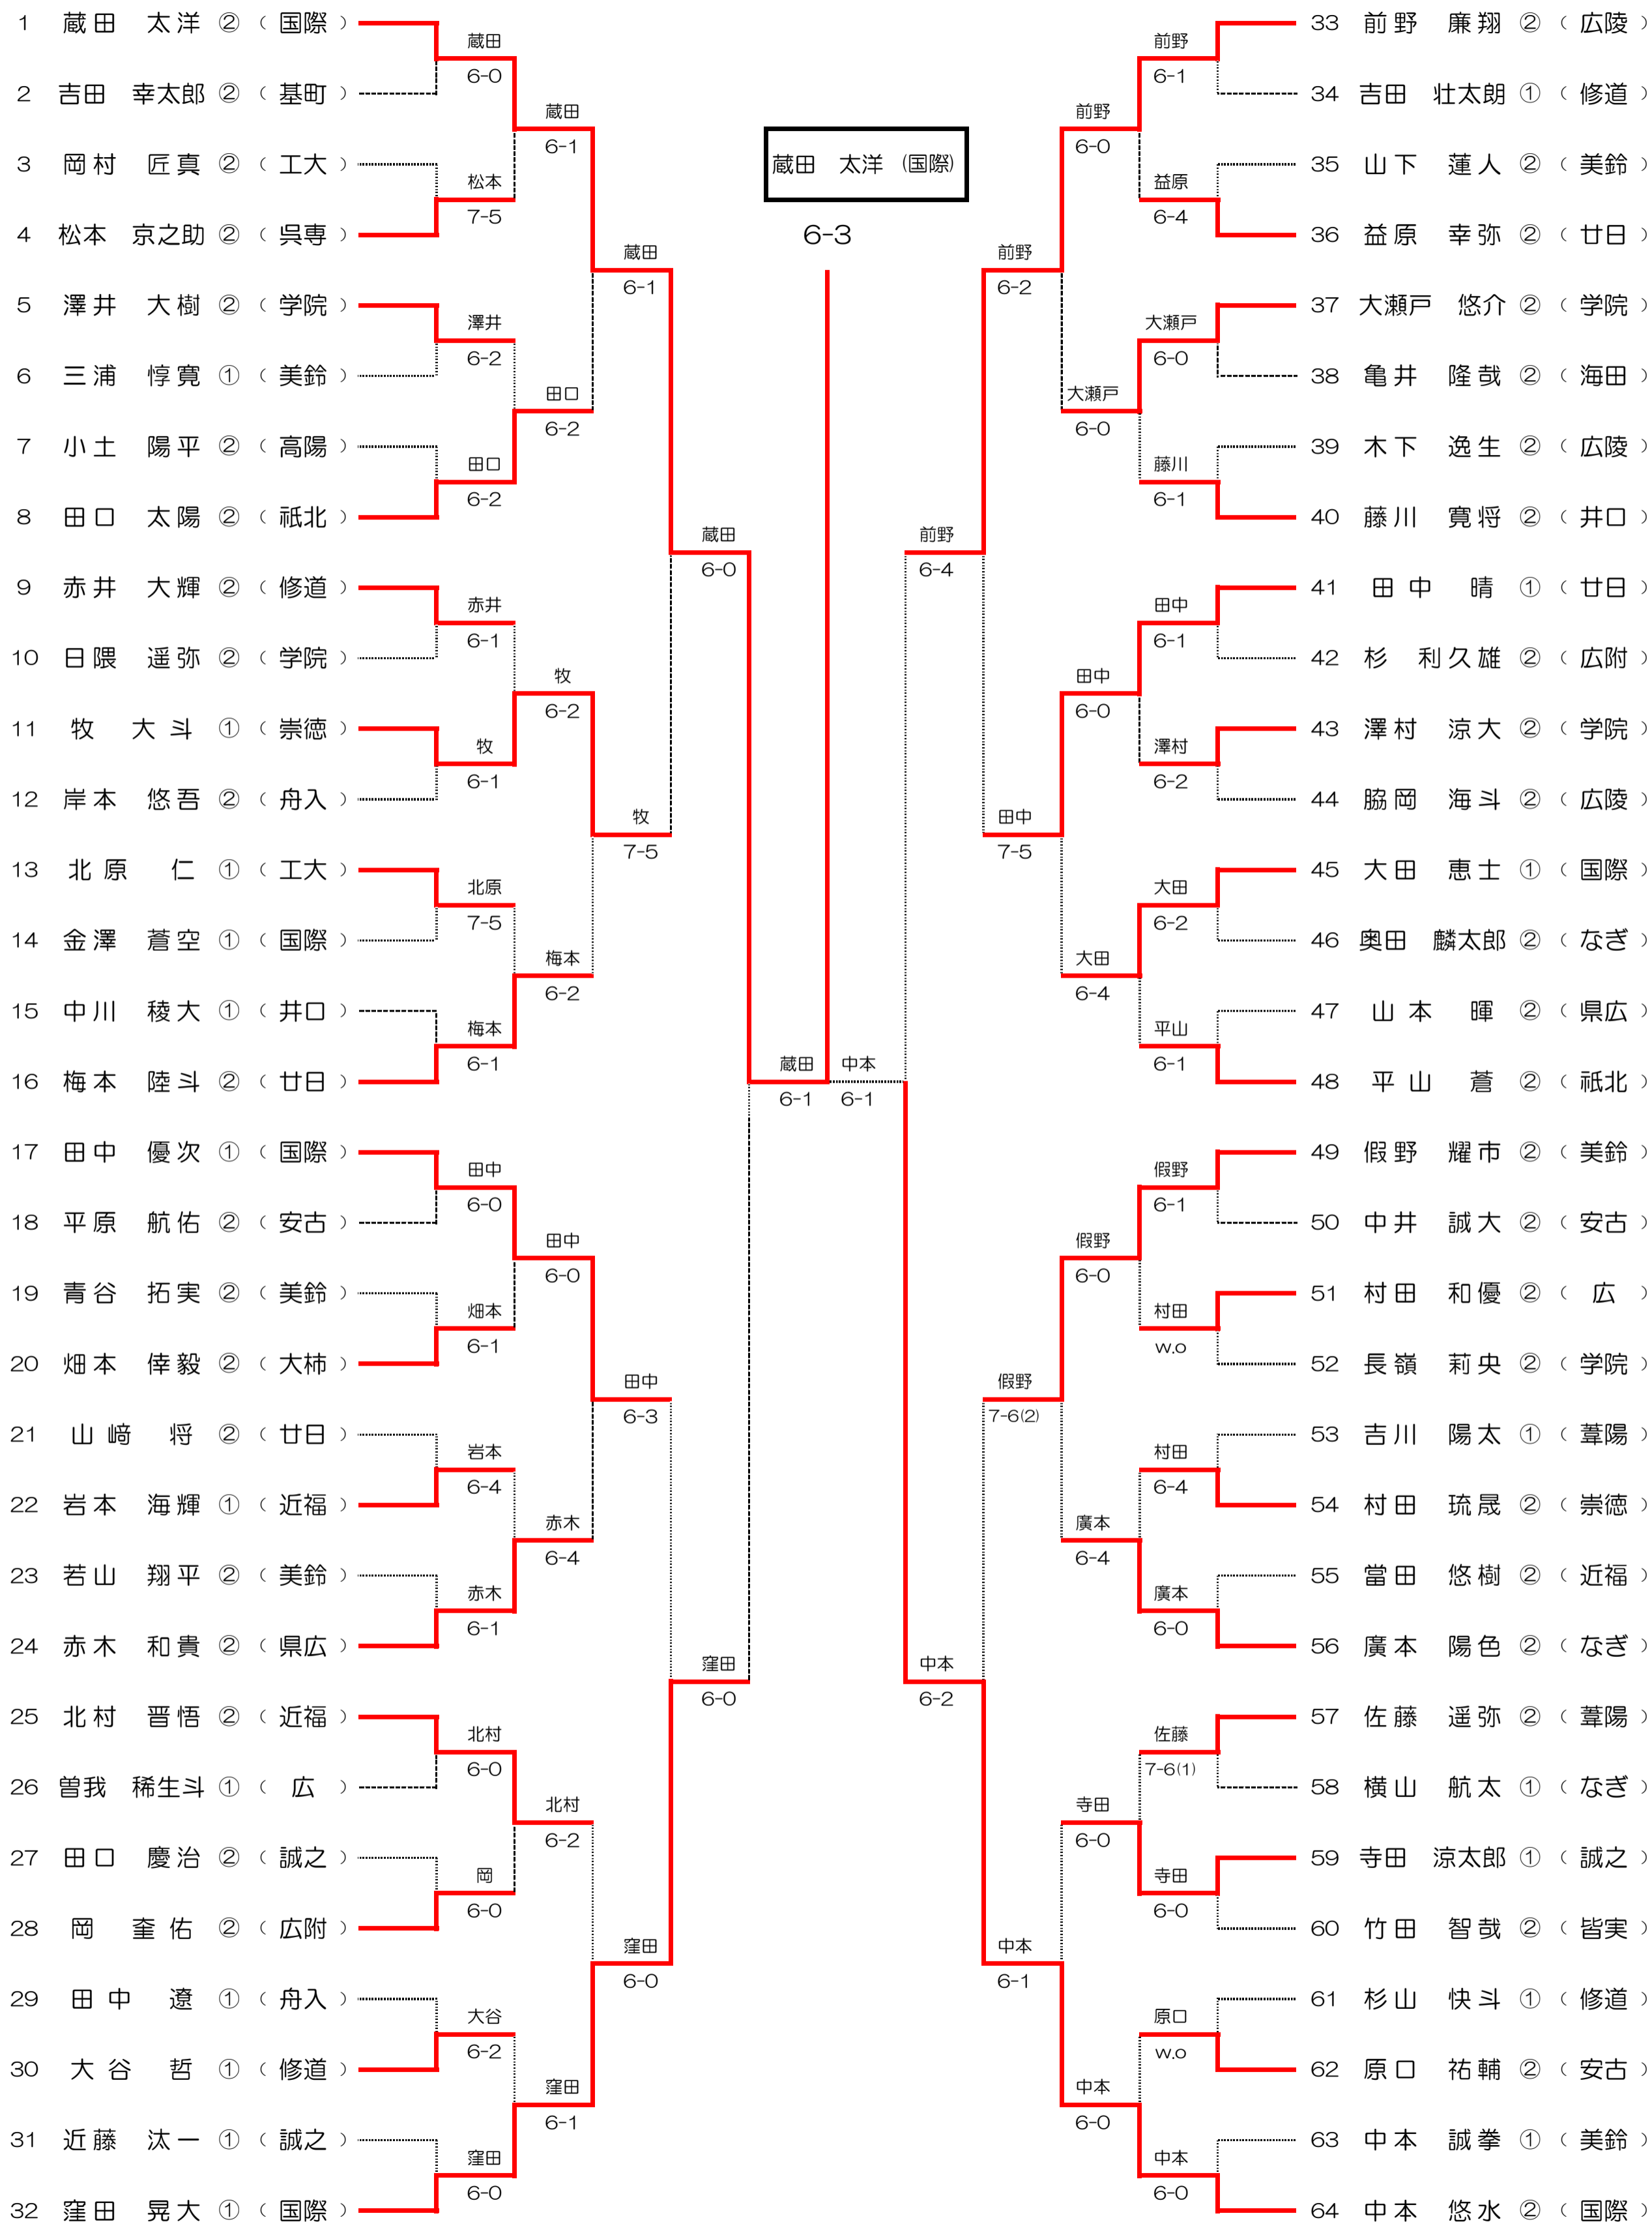 1 蔵田 太洋 ② ( 国際 )
2 吉田 幸太郎 ② ( 基町 )
3 岡村 匠真 ② ( 工大 )
4 松本 京之助 ② ( 呉専 )
5 澤井 大樹 ② ( 学院 )
6 三浦 惇寛 ① ( 美鈴 )
7 小土 陽平 ② ( 高陽 )
8 田口 太陽 ② ( 祇北 )
9 赤井 大輝 ② ( 修道 )
10 日隈 遥弥 ② ( 学院 )
11 牧 大斗 ① ( 崇徳 )
12 岸本 悠吾 ② ( 舟入 )
13 北原 仁 ① ( 工大 )
14 金澤 蒼空 ① ( 国際 )
15 中川 稜大 ① ( 井口 )
16 梅本 陸斗 ② ( 廿日 )
17 田中 優次 ① ( 国際 )
18 平原 航佑 ② ( 安古 )
19 青谷 拓実 ② ( 美鈴 )
20 畑本 倖毅 ② ( 大柿 )
21 山﨑 将 ② ( 廿日 )
22 岩本 海輝 ① ( 近福 )
23 若山 翔平 ② ( 美鈴 )
24 赤木 和貴 ② ( 県広 )
25 北村 晋悟 ② ( 近福 )
26 曽我 稀生斗 ① ( 広 )
27 田口 慶治 ② ( 誠之 )
28 岡 奎佑 ② ( 広附 )
29 田中 遼 ① ( 舟入 )
30 大谷 哲 ① ( 修道 )
31 近藤 汰一 ① ( 誠之 )
32 窪田 晃大 ① ( 国際 )
蔵田
6-0
松本
7-5
澤井
6-2
田口
6-2
赤井
6-1
牧
6-1
北原
7-5
梅本
6-1
田中
6-0
畑本
6-1
岩本
6-4
赤木
6-1
北村
6-0
岡
6-0
大谷
6-2
窪田
6-0
蔵田
6-1
田口
6-2
牧
6-2
梅本
6-2
田中
6-0
赤木
6-4
北村
6-2
窪田
6-1
蔵田
6-1
牧
7-5
田中
6-3
窪田
6-0
蔵田
6-0
窪田
6-0
蔵田 太洋 (国際)
6-3
蔵田 中本
6-1 6-1
前野
6-4
中本
6-2
前野
6-2
田中
7-5
假野
7-6(2)
中本
6-1
前野
6-0
大瀬戸
6-0
田中
6-0
大田
6-4
假野
6-0
廣本
6-4
寺田
6-0
中本
6-0
前野
6-1
益原
6-4
大瀬戸
6-0
藤川
6-1
田中
6-1
澤村
6-2
大田
6-2
平山
6-1
假野
6-1
村田
w.o
村田
6-4
廣本
6-0
佐藤
7-6(1)
寺田
6-0
原口
w.o
中本
6-0
33 前野 廉翔 ② ( 広陵 )
34 吉田 壮太朗 ① ( 修道 )
35 山下 蓮人 ② ( 美鈴 )
36 益原 幸弥 ② ( 廿日 )
37 大瀬戸 悠介 ② ( 学院 )
38 亀井 隆哉 ② ( 海田 )
39 木下 逸生 ② ( 広陵 )
40 藤川 寛将 ② ( 井口 )
41 田中 晴 ① ( 廿日 )
42 杉 利久雄 ② ( 広附 )
43 澤村 涼大 ② ( 学院 )
44 脇岡 海斗 ② ( 広陵 )
45 大田 恵士 ① ( 国際 )
46 奥田 麟太郎 ② ( なぎ )
47 山本 暉 ② ( 県広 )
48 平山 蒼 ② ( 祇北 )
49 假野 耀市 ② ( 美鈴 )
50 中井 誠大 ② ( 安古 )
51 村田 和優 ② ( 広 )
52 長嶺 莉央 ② ( 学院 )
53 吉川 陽太 ① ( 葦陽 )
54 村田 琉晟 ② ( 崇徳 )
55 當田 悠樹 ② ( 近福 )
56 廣本 陽色 ② ( なぎ )
57 佐藤 遥弥 ② ( 葦陽 )
58 横山 航太 ① ( なぎ )
59 寺田 涼太郎 ① ( 誠之 )
60 竹田 智哉 ② ( 皆実 )
61 杉山 快斗 ① ( 修道 )
62 原口 祐輔 ② ( 安古 )
63 中本 誠拳 ① ( 美鈴 )
64 中本 悠水 ② ( 国際 )